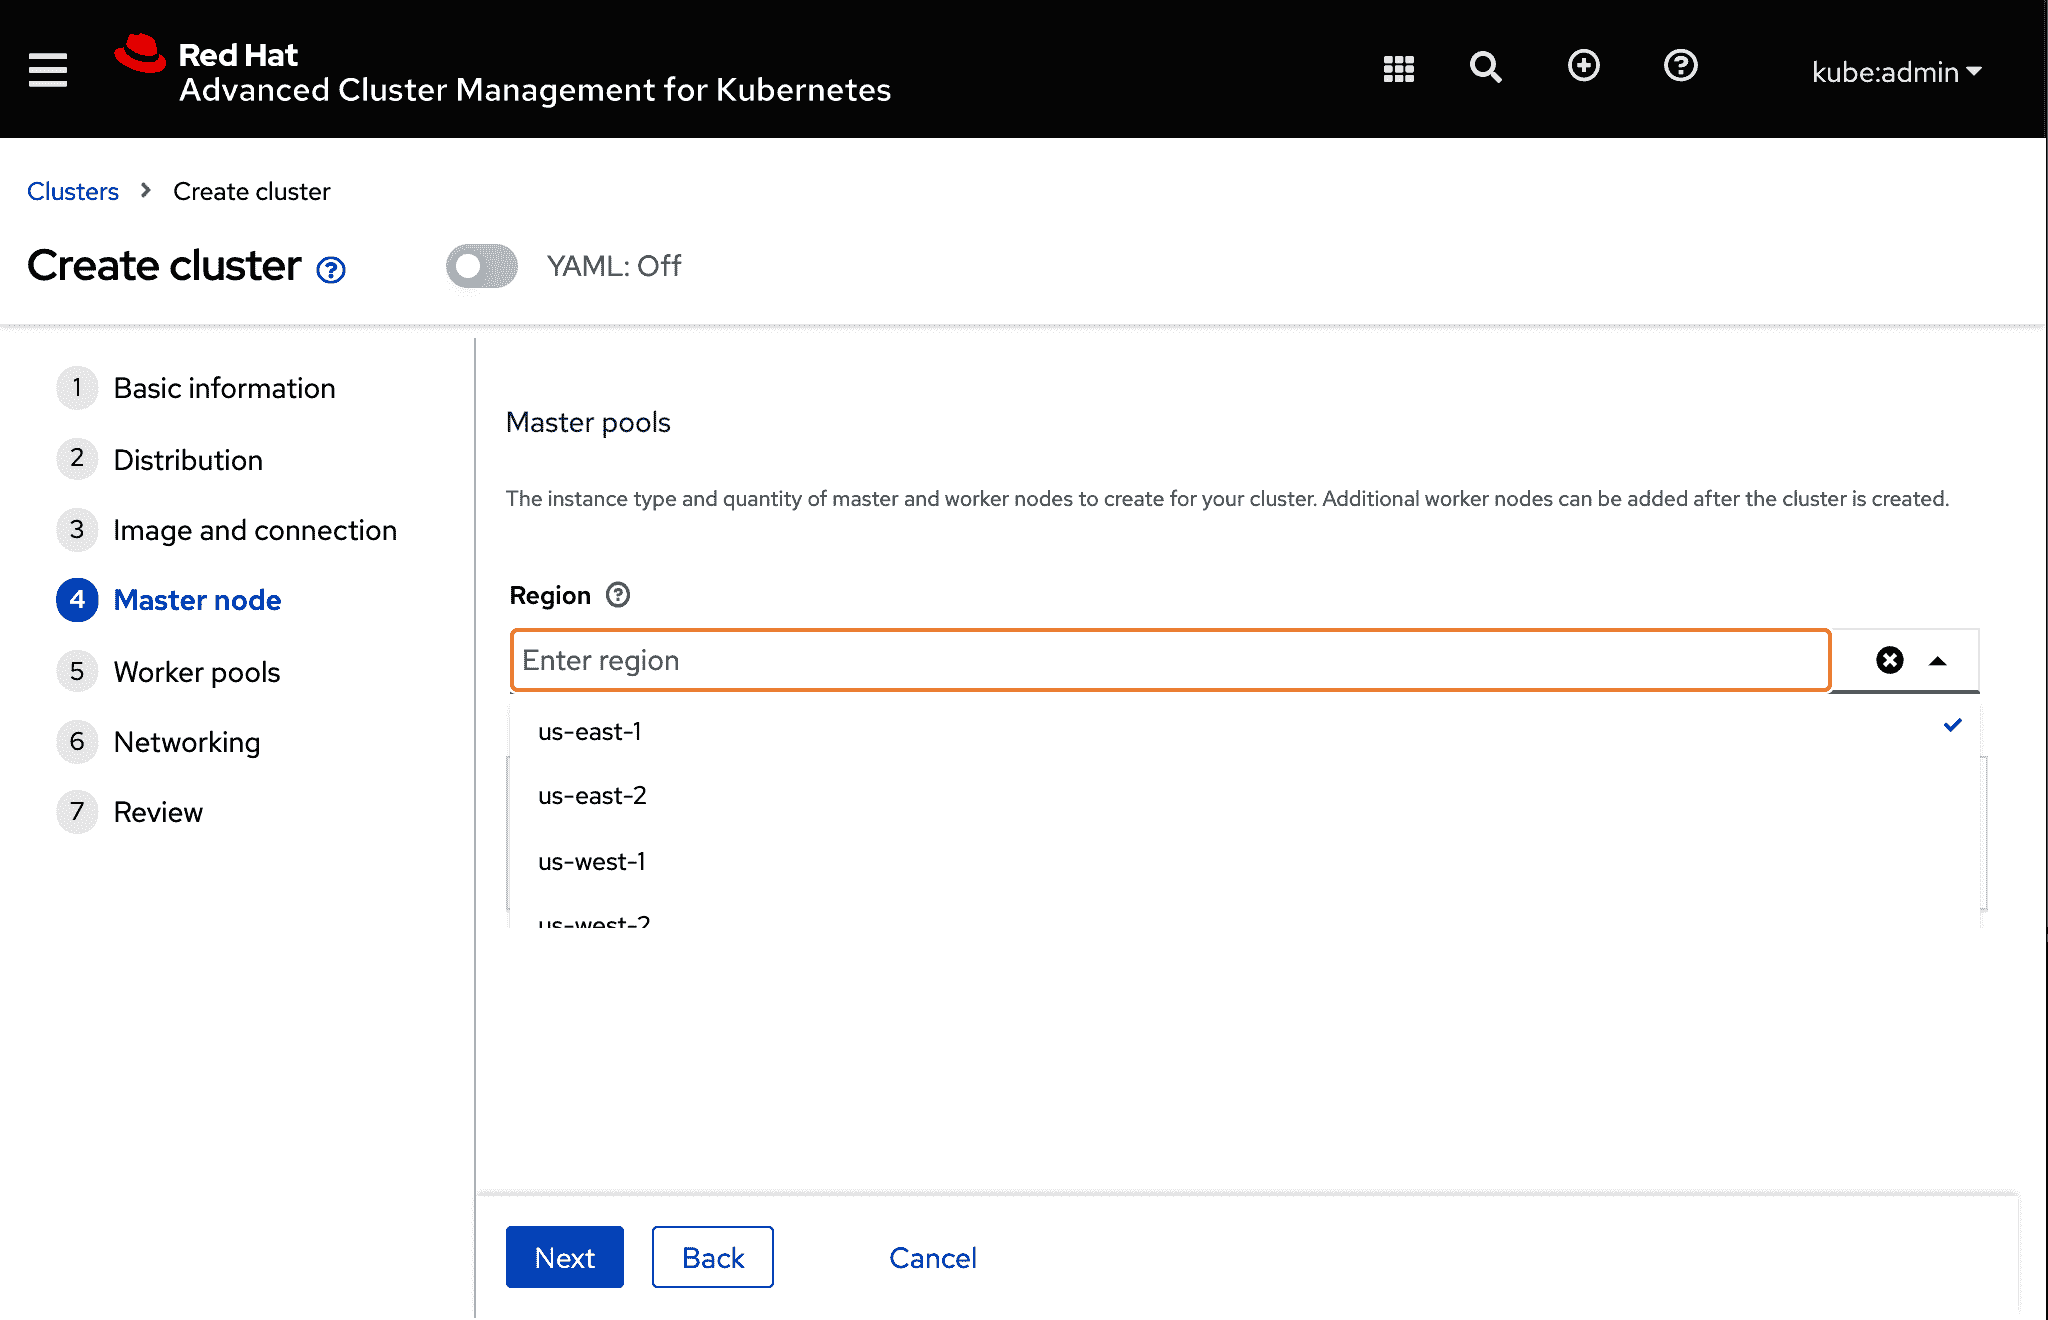 Red Hat
Advanced Cluster Management for Kubernetes
kube:admin
Clusters > Create cluster
Create cluster
YAML: Off
1 Basic information
2 Distribution
3 Image and connection
4 Master node
5 Worker pools
6 Networking
7 Review
Master pools
The instance type and quantity of master and worker nodes to create for your cluster. Additional worker nodes can be added after the cluster is created.
Region
Enter region
us-east-1
us-east-2
us-west-1
us-west-2
Next
Back
Cancel